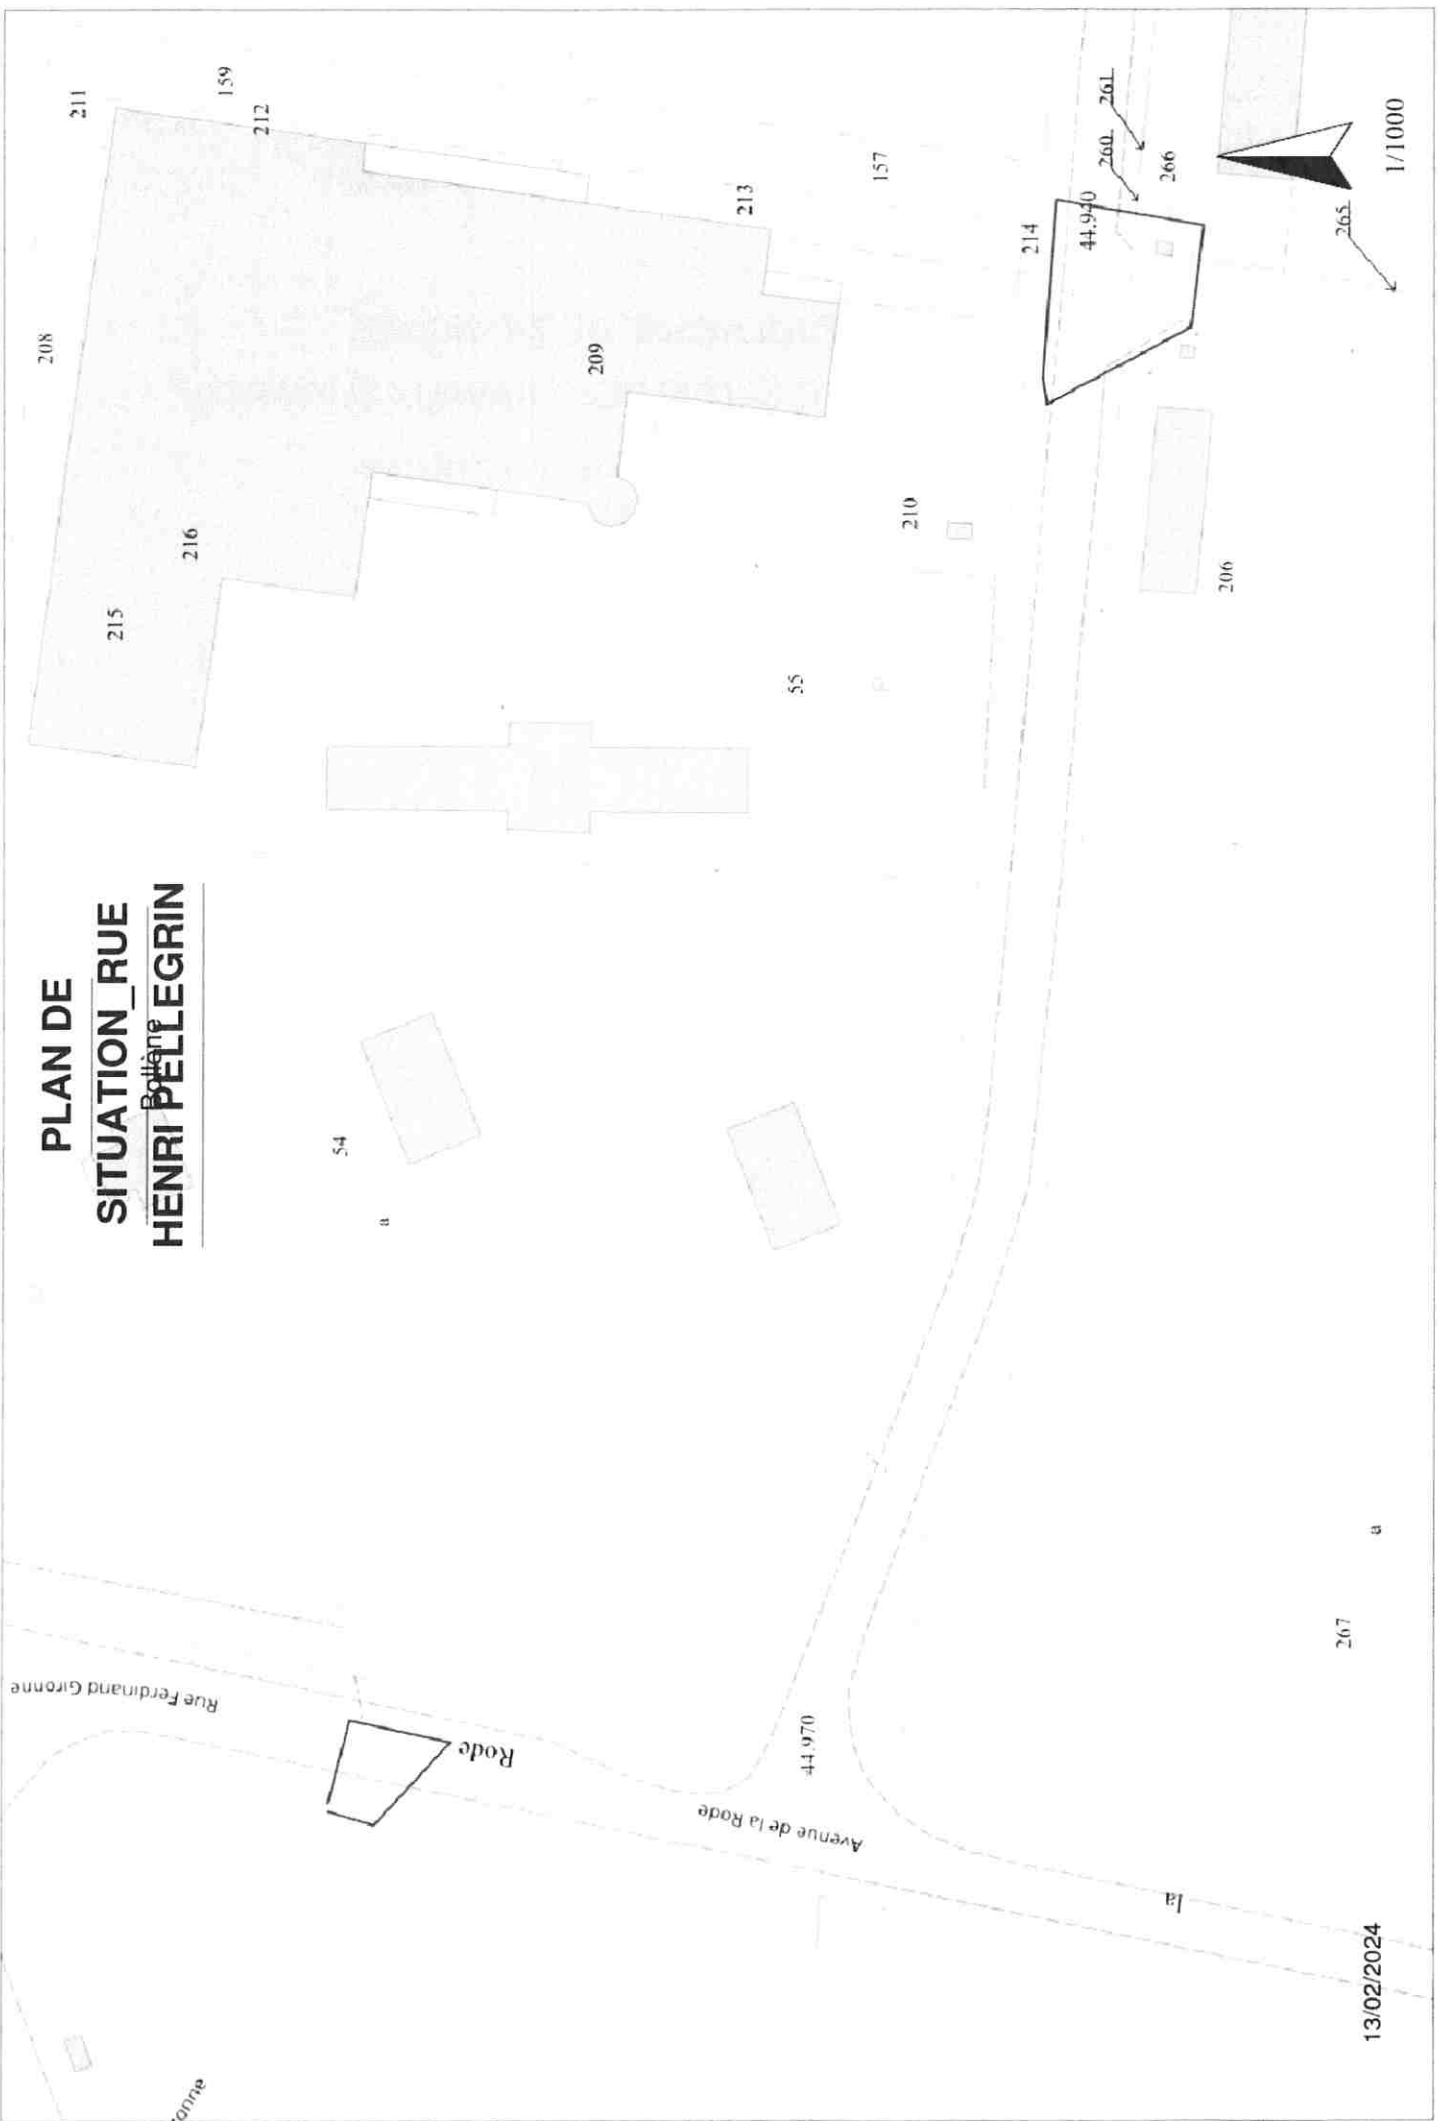 PLAN DE
SITUATION_RUE
HENRI PELLEGRIN
Bollène
211
159
212
208
216
215
209
213
157
214
44.940
260
261
266
265
1/1000
210
206
55
54
a
Rue Ferdinand Gironne
Rode
Avenue de la Rode
44.970
la
267
a
onne
13/02/2024